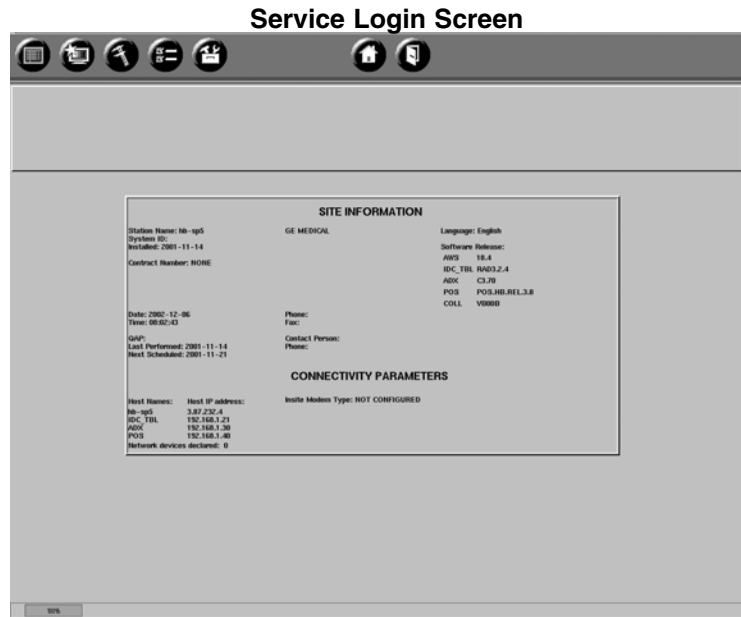 Service Login Screen
SITE INFORMATION
Station Name: hb-sp5
System ID:
Installed: 2001-11-14
Contract Number: NONE
GE MEDICAL
Language: English
Software Release:
AWS 18.4
IDC_TBL RAD3.2.4
ADX C3.70
POS POS.HB.REL.3.8
COLL V800B
Date: 2002-12-06
Time: 08:02:43
Phone:
Fax:
QAP:
Last Performed: 2001-11-14
Next Scheduled: 2001-11-21
Contact Person:
Phone:
CONNECTIVITY PARAMETERS
Host Names: Host IP address:
hb-sp5 3.87.232.4
IDC_TBL 192.168.1.21
ADX 192.168.1.30
POS 192.168.1.40
Network devices declared: 0
Insite Modem Type: NOT CONFIGURED